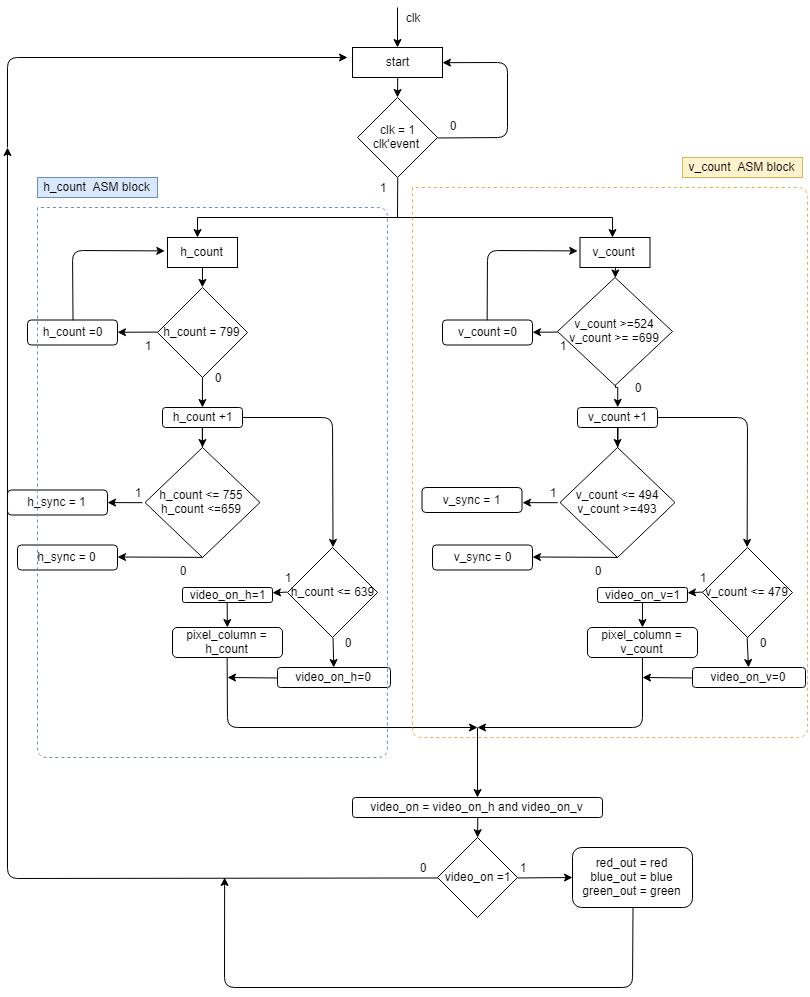 clk
start
clk = 1
clk'event
0
1
h_count  ASM block
v_count  ASM block
h_count
h_count =0
h_count = 799
1
0
h_count +1
h_count <= 755
h_count <=659
1
h_sync = 1
h_sync = 0
0
h_count <= 639
1
video_on_h=1
0
pixel_column =
h_count
video_on_h=0
v_count
v_count =0
v_count >=524
v_count >= =699
1
0
v_count +1
v_count <= 494
v_count >=493
1
v_sync = 1
v_sync = 0
0
v_count <= 479
1
video_on_v=1
0
pixel_column =
v_count
video_on_v=0
video_on = video_on_h and video_on_v
video_on =1
0
1
red_out = red
blue_out = blue
green_out = green